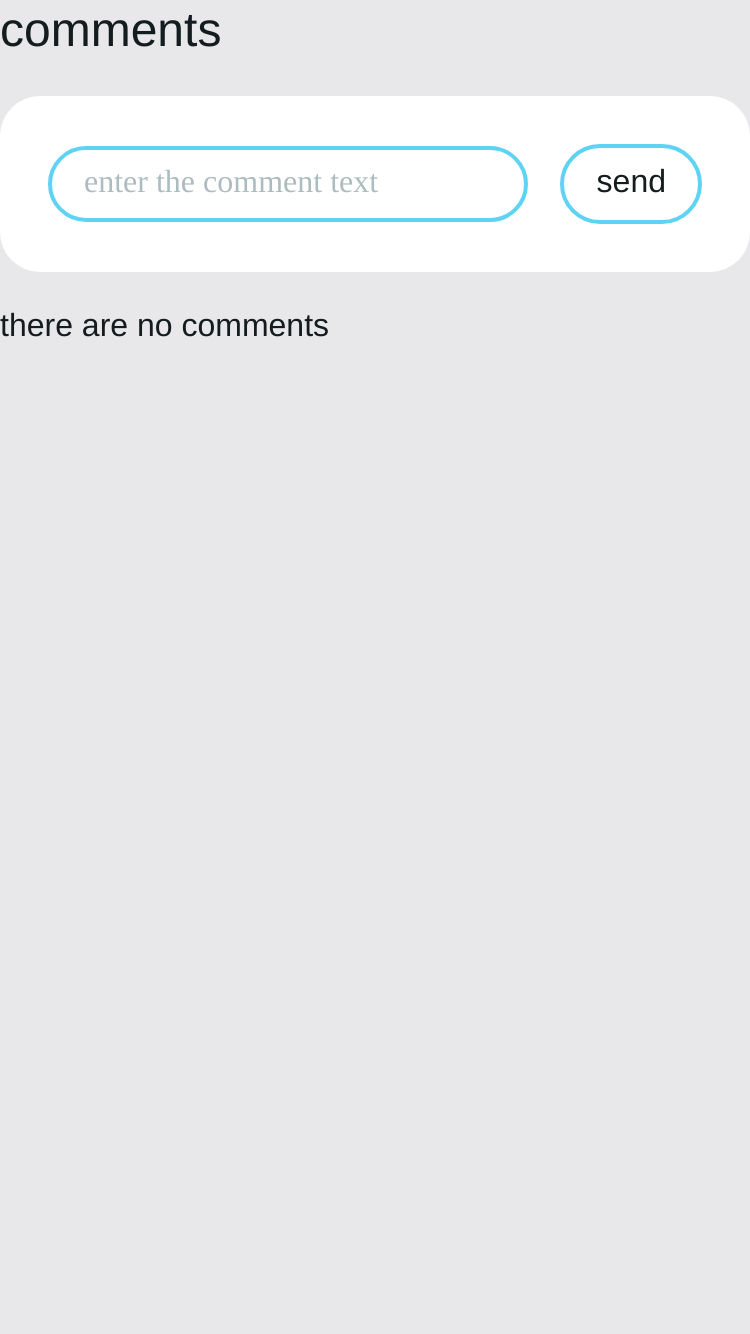 comments
enter the comment text
send
there are no comments